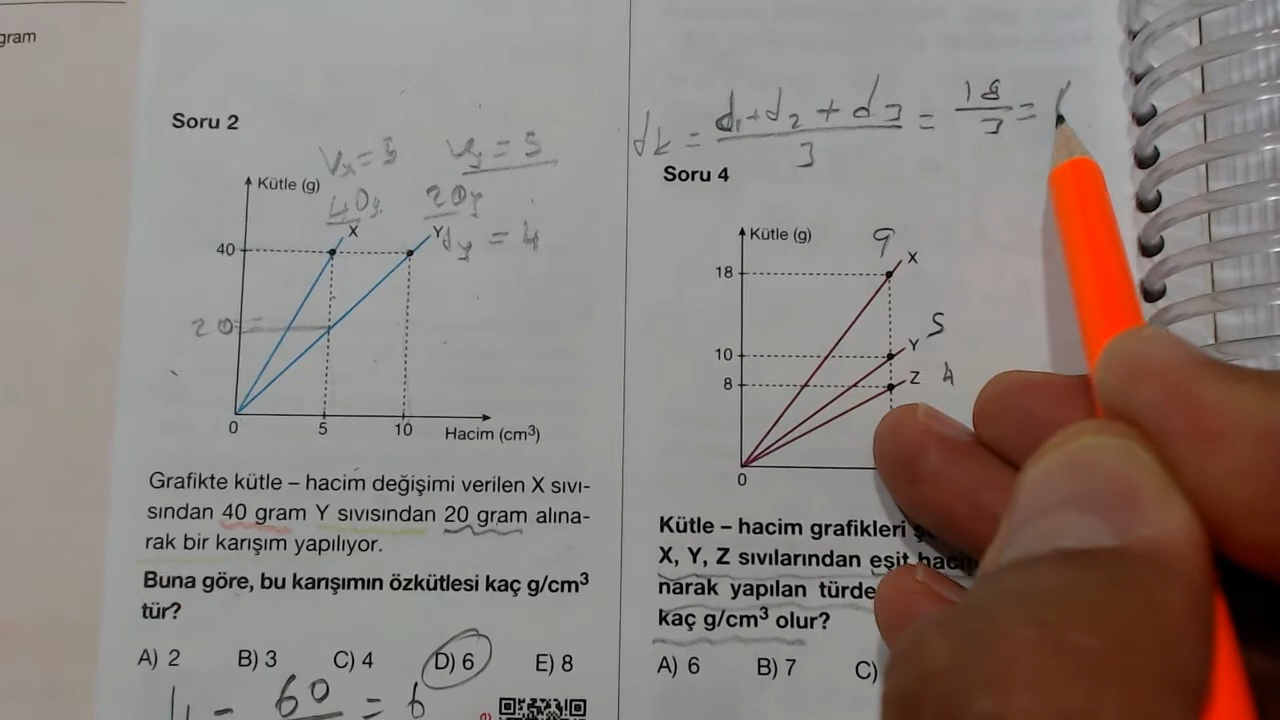 gram
Soru 2
Vx = 5 Vy = 5
Kütle (g)
40g 20g
X Y
dy = 4
40
20
0 5 10 Hacim (cm³)
Grafikte kütle – hacim değişimi verilen X sıvı-
sından 40 gram Y sıvısından 20 gram alına-
rak bir karışım yapılıyor.
Buna göre, bu karışımın özkütlesi kaç g/cm³
tür?
A) 2 B) 3 C) 4 D) 6 E) 8
60 = 6
dk = d1 + d2 + d3 / 3 = 18 / 3 =
Soru 4
Kütle (g)
9 X
18
5
Y
10
Z 4
8
0
Kütle – hacim grafikleri
X, Y, Z sıvılarından eşit
narak yapılan türde
kaç g/cm³ olur?
A) 6 B) 7 C)